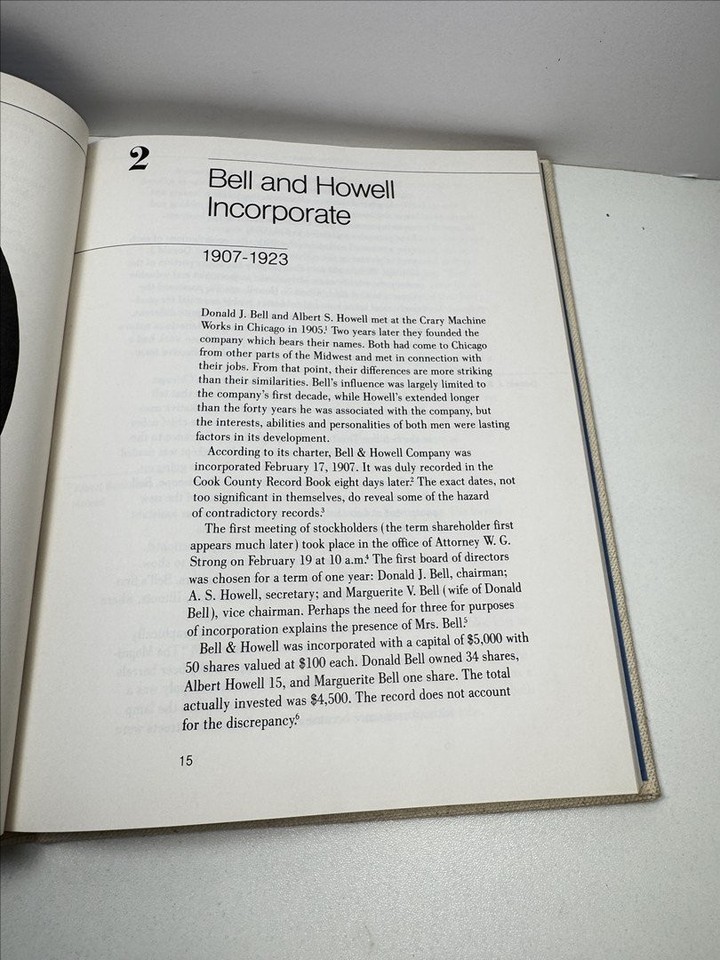 2
Bell and Howell
Incorporate
1907-1923
Donald J. Bell and Albert S. Howell met at the Crary Machine
Works in Chicago in 1905.¹ Two years later they founded the
company which bears their names. Both had come to Chicago
from other parts of the Midwest and met in connection with
their jobs. From that point, their differences are more striking
than their similarities. Bell's influence was largely limited to
the company's first decade, while Howell's extended longer
than the forty years he was associated with the company, but
the interests, abilities and personalities of both men were lasting
factors in its development.
According to its charter, Bell & Howell Company was
incorporated February 17, 1907. It was duly recorded in the
Cook County Record Book eight days later.² The exact dates, not
too significant in themselves, do reveal some of the hazard
of contradictory records.³
The first meeting of stockholders (the term shareholder first
appears much later) took place in the office of Attorney W. G.
Strong on February 19 at 10 a.m.⁴ The first board of directors
was chosen for a term of one year: Donald J. Bell, chairman;
A. S. Howell, secretary; and Marguerite V. Bell (wife of Donald
Bell), vice chairman. Perhaps the need for three for purposes
of incorporation explains the presence of Mrs. Bell.⁵
Bell & Howell was incorporated with a capital of $5,000 with
50 shares valued at $100 each. Donald Bell owned 34 shares,
Albert Howell 15, and Marguerite Bell one share. The total
actually invested was $4,500. The record does not account
for the discrepancy.⁶
15